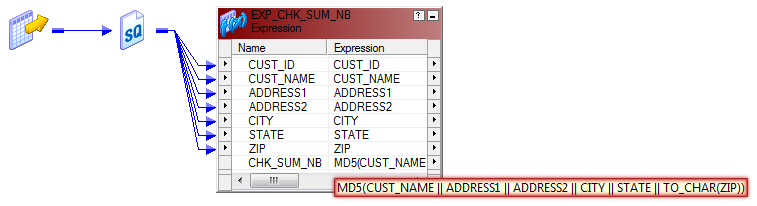 SQ
f(x)
EXP_CHK_SUM_NB
Expression
Name Expression
CUST_ID CUST_ID
CUST_NAME CUST_NAME
ADDRESS1 ADDRESS1
ADDRESS2 ADDRESS2
CITY CITY
STATE STATE
ZIP ZIP
CHK_SUM_NB MD5(CUST_NAME
MD5(CUST_NAME || ADDRESS1 || ADDRESS2 || CITY || STATE || TO_CHAR(ZIP))